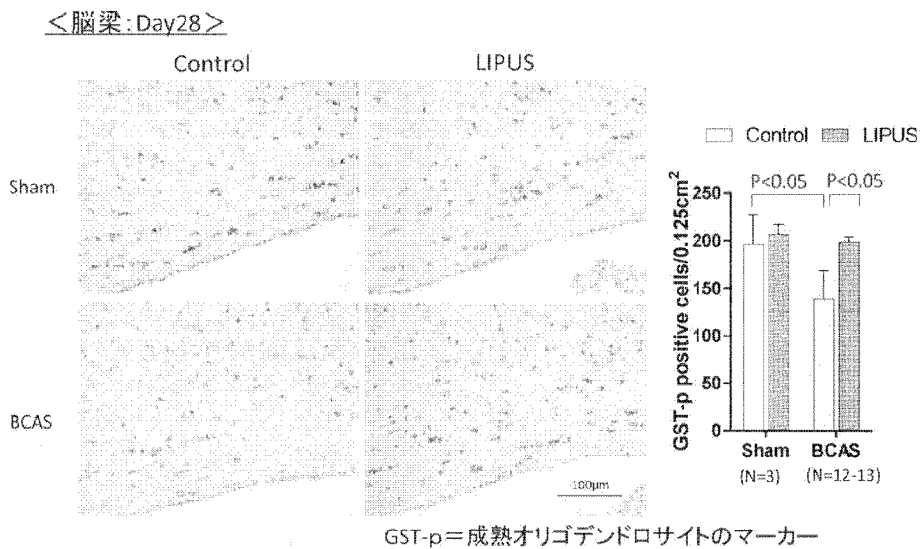 ＜脳梁:Day28＞
Control LIPUS
Sham
BCAS
100μm
Control LIPUS
P<0.05 P<0.05
GST-p positive cells/0.125cm²
250
200
150
100
50
0
Sham BCAS
(N=3) (N=12-13)
GST-p＝成熟オリゴデンドロサイトのマーカー